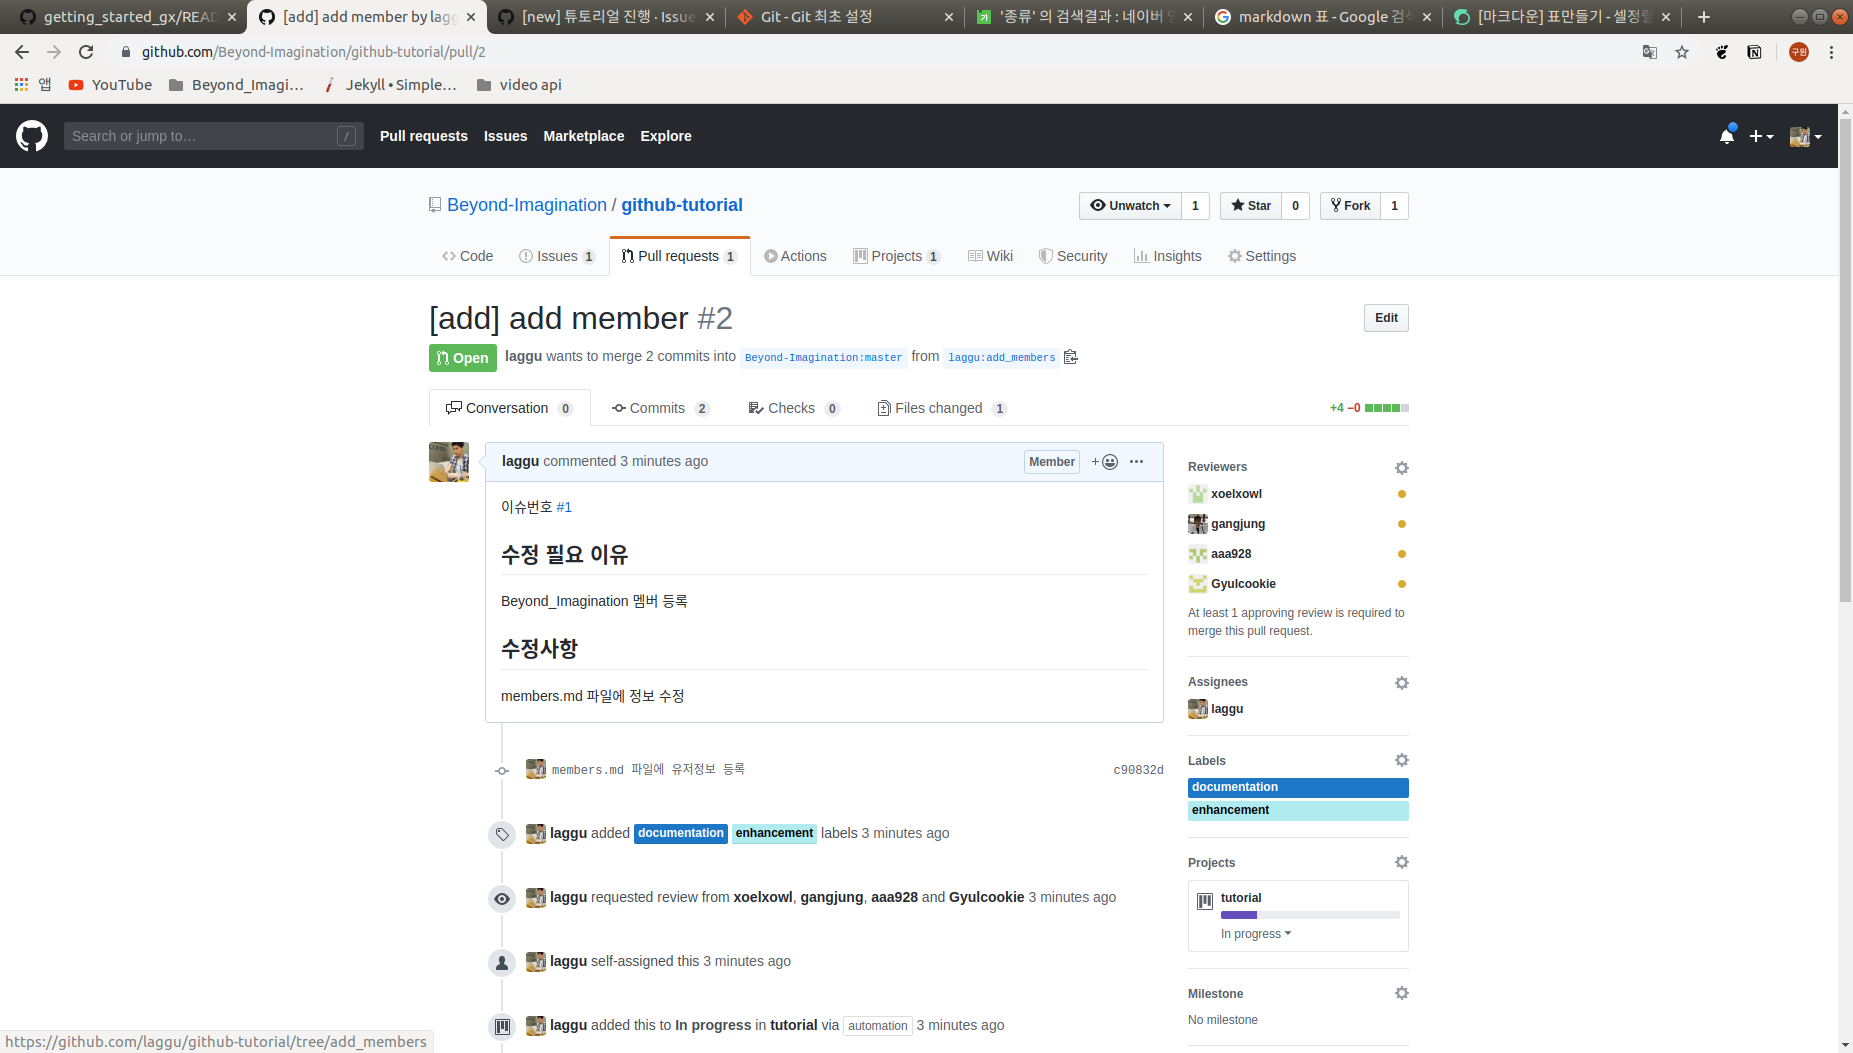 getting_started_gx/READ
[add] add member by lagg
[new] 튜토리얼 진행 · Issue
Git - Git 최초 설정
'종류' 의 검색결과 : 네이버
markdown 표 - Google 검
[마크다운] 표만들기 - 셀정렬
github.com/Beyond-Imagination/github-tutorial/pull/2
구원
앱
YouTube
Beyond_Imagi...
Jekyll • Simple...
video api
Search or jump to...
/
Pull requests
Issues
Marketplace
Explore
Beyond-Imagination / github-tutorial
Unwatch 1
Star 0
Fork 1
Code
Issues 1
Pull requests 1
Actions
Projects 1
Wiki
Security
Insights
Settings
[add] add member #2
Edit
Open
laggu wants to merge 2 commits into Beyond-Imagination:master from laggu:add_members
Conversation 0
Commits 2
Checks 0
Files changed 1
+4 −0
laggu commented 3 minutes ago
Member
이슈번호 #1
수정 필요 이유
Beyond_Imagination 멤버 등록
수정사항
members.md 파일에 정보 수정
members.md 파일에 유저정보 등록
c90832d
laggu added documentation enhancement labels 3 minutes ago
laggu requested review from xoelxowl, gangjung, aaa928 and Gyulcookie 3 minutes ago
laggu self-assigned this 3 minutes ago
laggu added this to In progress in tutorial via automation 3 minutes ago
Reviewers
xoelxowl
gangjung
aaa928
Gyulcookie
At least 1 approving review is required to
merge this pull request.
Assignees
laggu
Labels
documentation
enhancement
Projects
tutorial
In progress
Milestone
No milestone
https://github.com/laggu/github-tutorial/tree/add_members